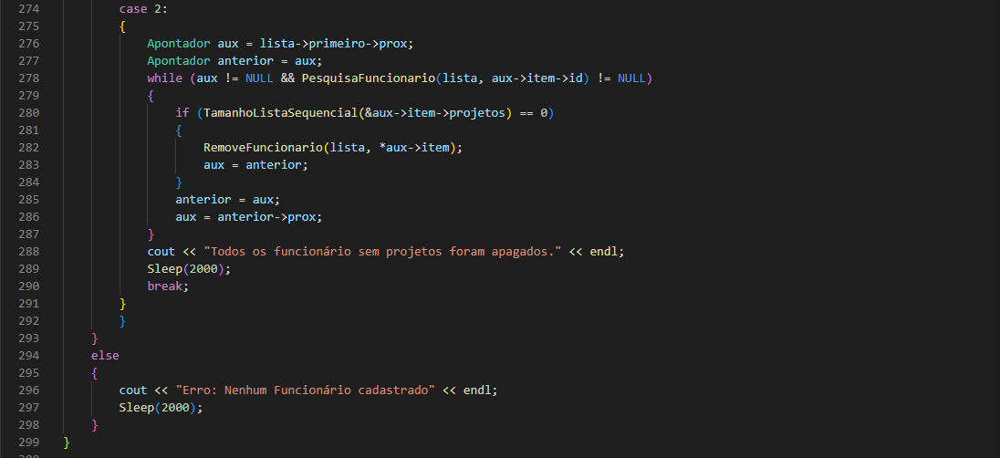 274 case 2:
275 {
276 Apontador aux = lista->primeiro->prox;
277 Apontador anterior = aux;
278 while (aux != NULL && PesquisaFuncionario(lista, aux->item->id) != NULL)
279 {
280 if (TamanhoListaSequencial(&aux->item->projetos) == 0)
281 {
282 RemoveFuncionario(lista, *aux->item);
283 aux = anterior;
284 }
285 anterior = aux;
286 aux = anterior->prox;
287 }
288 cout << "Todos os funcionário sem projetos foram apagados." << endl;
289 Sleep(2000);
290 break;
291 }
292 }
293 }
294 else
295 {
296 cout << "Erro: Nenhum Funcionário cadastrado" << endl;
297 Sleep(2000);
298 }
299 }